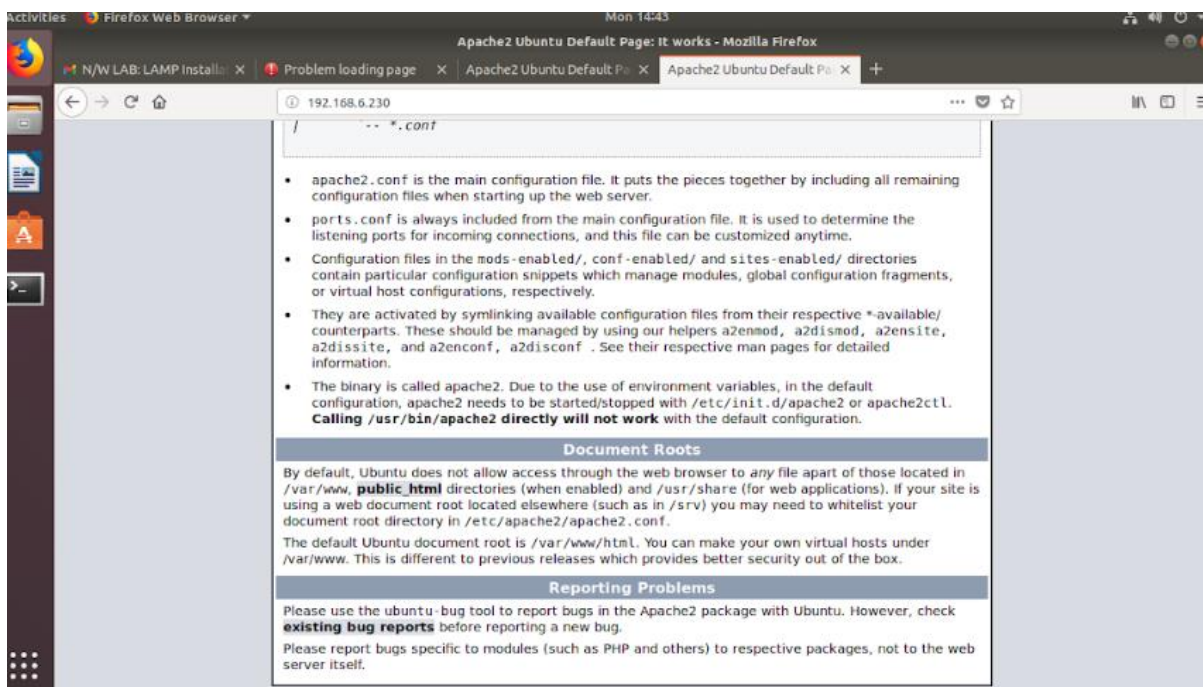 Activities Firefox Web Browser Mon 14:43
Apache2 Ubuntu Default Page: It works - Mozilla Firefox
N/W LAB: LAMP Installa Problem loading page Apache2 Ubuntu Default Pa Apache2 Ubuntu Default Pa
192.168.6.230
| `-- *.conf
• apache2.conf is the main configuration file. It puts the pieces together by including all remaining
configuration files when starting up the web server.
• ports.conf is always included from the main configuration file. It is used to determine the
listening ports for incoming connections, and this file can be customized anytime.
• Configuration files in the mods-enabled/, conf-enabled/ and sites-enabled/ directories
contain particular configuration snippets which manage modules, global configuration fragments,
or virtual host configurations, respectively.
• They are activated by symlinking available configuration files from their respective *-available/
counterparts. These should be managed by using our helpers a2enmod, a2dismod, a2ensite,
a2dissite, and a2enconf, a2disconf . See their respective man pages for detailed
information.
• The binary is called apache2. Due to the use of environment variables, in the default
configuration, apache2 needs to be started/stopped with /etc/init.d/apache2 or apache2ctl.
Calling /usr/bin/apache2 directly will not work with the default configuration.
Document Roots
By default, Ubuntu does not allow access through the web browser to any file apart of those located in
/var/www, public_html directories (when enabled) and /usr/share (for web applications). If your site is
using a web document root located elsewhere (such as in /srv) you may need to whitelist your
document root directory in /etc/apache2/apache2.conf.
The default Ubuntu document root is /var/www/html. You can make your own virtual hosts under
/var/www. This is different to previous releases which provides better security out of the box.
Reporting Problems
Please use the ubuntu-bug tool to report bugs in the Apache2 package with Ubuntu. However, check
existing bug reports before reporting a new bug.
Please report bugs specific to modules (such as PHP and others) to respective packages, not to the web
server itself.